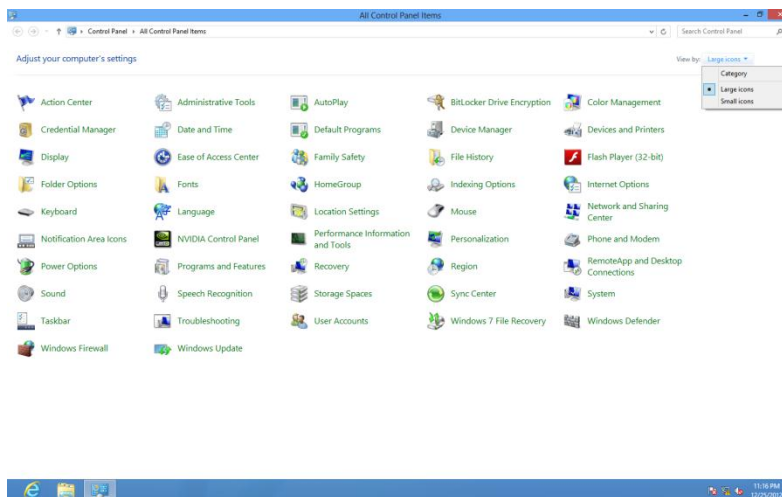 All Control Panel Items
Control Panel All Control Panel Items Search Control Panel
Adjust your computer's settings View by: Large icons
Category
Large icons
Small icons
Action Center Administrative Tools AutoPlay BitLocker Drive Encryption Color Management
Credential Manager Date and Time Default Programs Device Manager Devices and Printers
Display Ease of Access Center Family Safety File History Flash Player (32-bit)
Folder Options Fonts HomeGroup Indexing Options Internet Options
Keyboard Language Location Settings Mouse Network and Sharing
Center
Notification Area Icons NVIDIA Control Panel Performance Information
and Tools Personalization Phone and Modem
Power Options Programs and Features Recovery Region RemoteApp and Desktop
Connections
Sound Speech Recognition Storage Spaces Sync Center System
Taskbar Troubleshooting User Accounts Windows 7 File Recovery Windows Defender
Windows Firewall Windows Update
11:16 PM